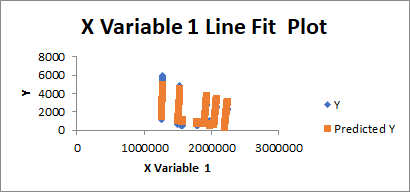 X Variable 1 Line Fit Plot
8000
6000
4000
2000
0
Y
0 1000000 2000000 3000000
X Variable 1
Y
Predicted Y